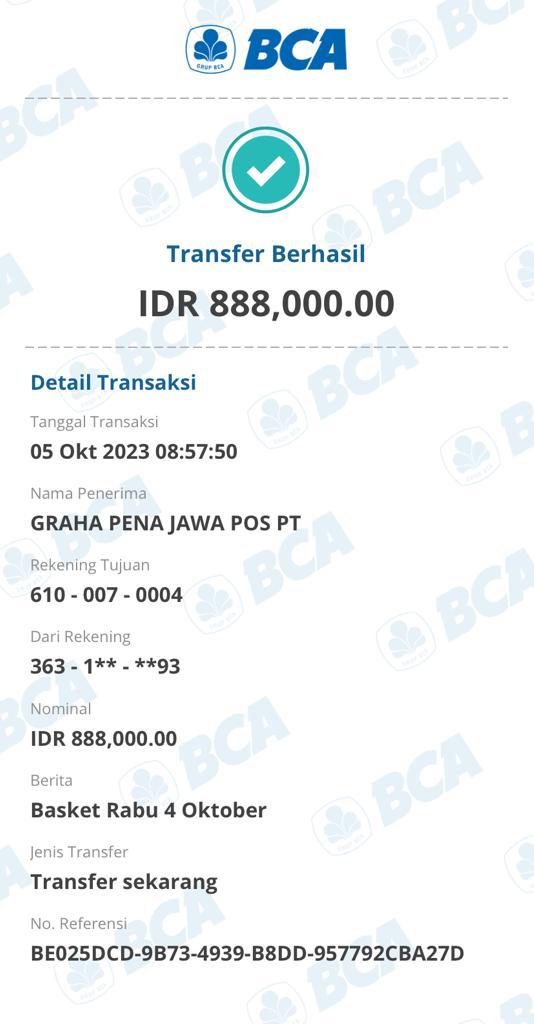 GRUP BCA
BCA
Transfer Berhasil
IDR 888,000.00
Detail Transaksi
Tanggal Transaksi
05 Okt 2023 08:57:50
Nama Penerima
GRAHA PENA JAWA POS PT
Rekening Tujuan
610 - 007 - 0004
Dari Rekening
363 - 1** - **93
Nominal
IDR 888,000.00
Berita
Basket Rabu 4 Oktober
Jenis Transfer
Transfer sekarang
No. Referensi
BE025DCD-9B73-4939-B8DD-957792CBA27D